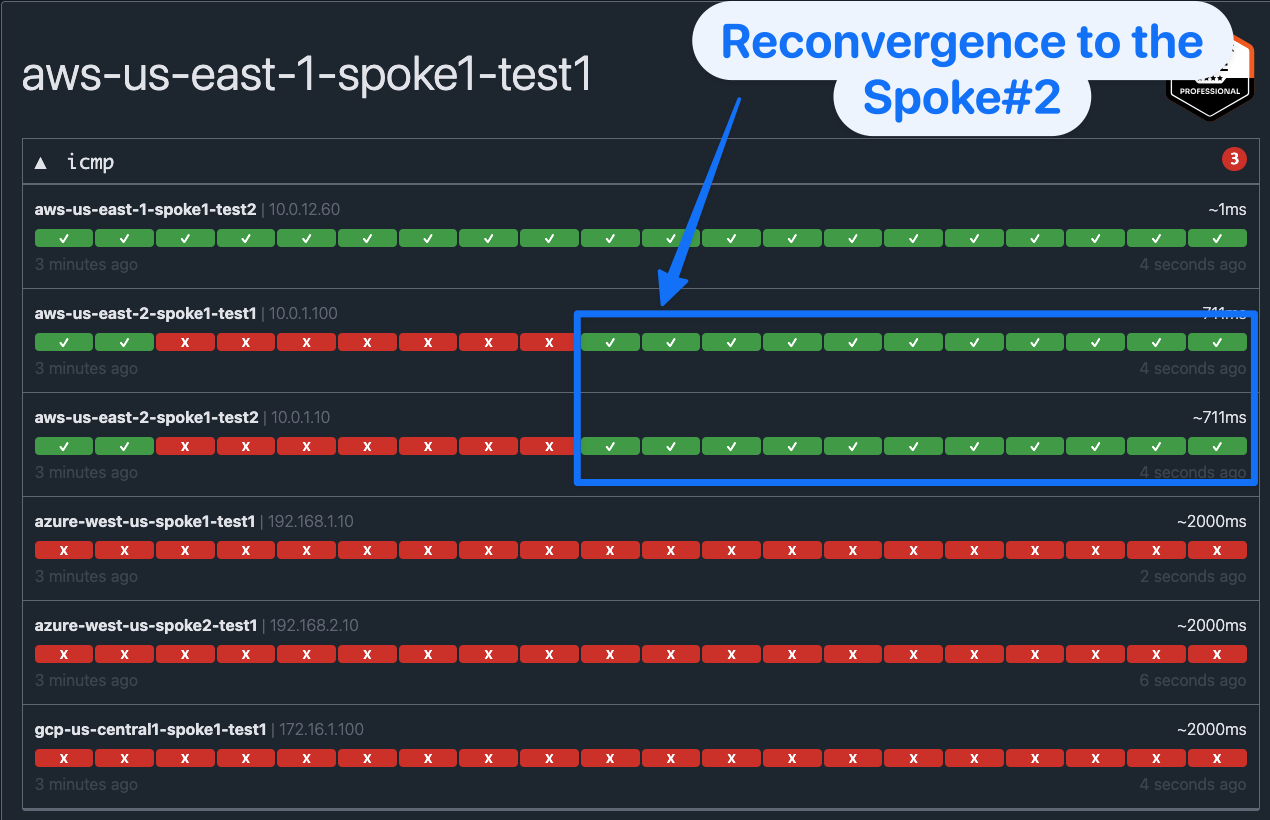 Reconvergence to the
Spoke#2
aws-us-east-1-spoke1-test1
PROFESSIONAL
▲ icmp 3
aws-us-east-1-spoke1-test2 | 10.0.12.60 ~1ms
✓ ✓ ✓ ✓ ✓ ✓ ✓ ✓ ✓ ✓ ✓ ✓ ✓ ✓ ✓ ✓ ✓ ✓ ✓ ✓
3 minutes ago 4 seconds ago
aws-us-east-2-spoke1-test1 | 10.0.1.100 ~711ms
✓ ✓ X X X X X X X ✓ ✓ ✓ ✓ ✓ ✓ ✓ ✓ ✓ ✓ ✓
3 minutes ago 4 seconds ago
aws-us-east-2-spoke1-test2 | 10.0.1.10 ~711ms
✓ ✓ X X X X X X X ✓ ✓ ✓ ✓ ✓ ✓ ✓ ✓ ✓ ✓ ✓
3 minutes ago 4 seconds ago
azure-west-us-spoke1-test1 | 192.168.1.10 ~2000ms
X X X X X X X X X X X X X X X X X X X X
3 minutes ago 2 seconds ago
azure-west-us-spoke2-test1 | 192.168.2.10 ~2000ms
X X X X X X X X X X X X X X X X X X X X
3 minutes ago 6 seconds ago
gcp-us-central1-spoke1-test1 | 172.16.1.100 ~2000ms
X X X X X X X X X X X X X X X X X X X X
3 minutes ago 4 seconds ago